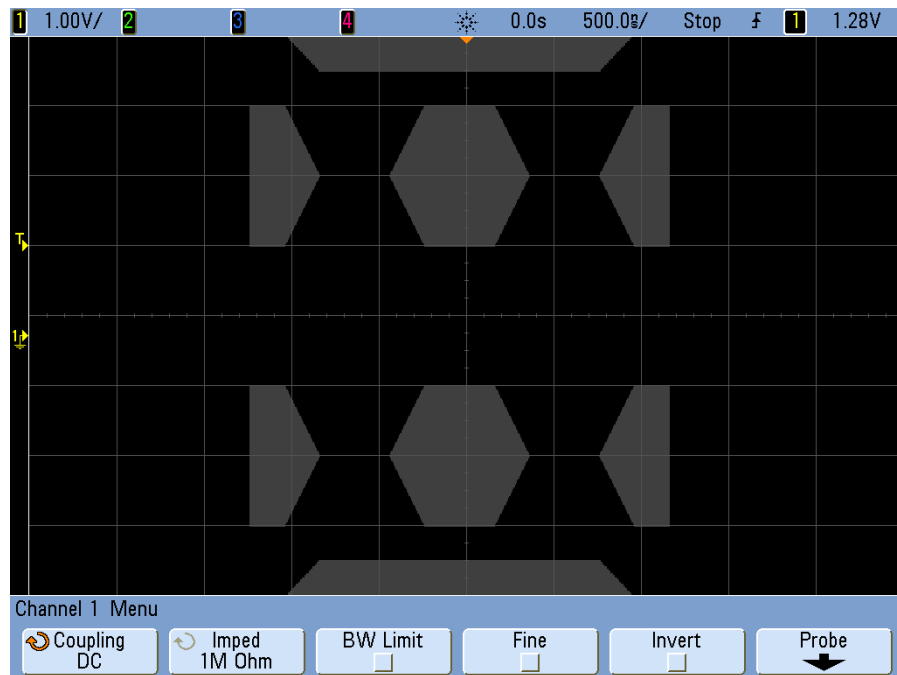 1 1.00V/ 2 3 4 0.0s 500.0ns/ Stop 1 1.28V
T
1
Channel 1 Menu
Coupling Imped BW Limit Fine Invert Probe
DC 1M Ohm